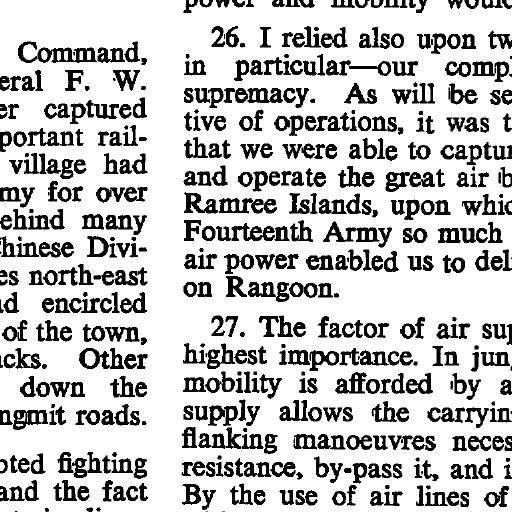 Command,
eral F. W.
er captured
portant rail-
village had
my for over
ehind many
hinese Divi-
es north-east
d encircled
of the town,
cks. Other
down the
ngmit roads.
oted fighting
and the fact
power and mobility would
26. I relied also upon tw
in particular—our compl
supremacy. As will be se
tive of operations, it was t
that we were able to captur
and operate the great air b
Ramree Islands, upon whic
Fourteenth Army so much
air power enabled us to del
on Rangoon.
27. The factor of air sup
highest importance. In jung
mobility is afforded by a
supply allows the carryin
flanking manoeuvres neces
resistance, by-pass it, and i
By the use of air lines of